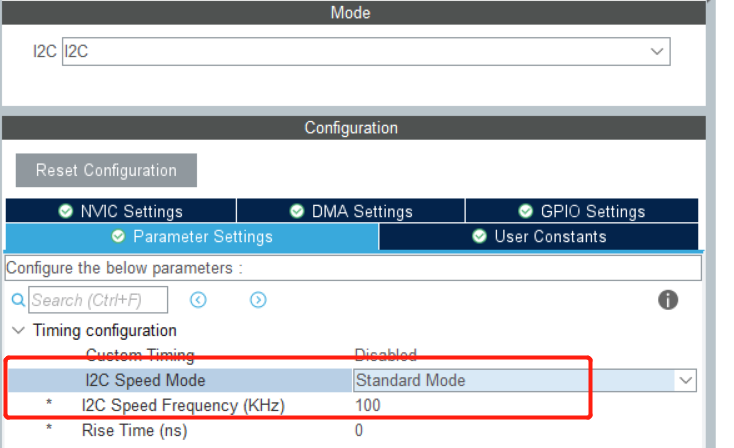 Mode
I2C I2C
Configuration
Reset Configuration
NVIC Settings DMA Settings GPIO Settings
Parameter Settings User Constants
Configure the below parameters :
Search (Ctrl+F)
Timing configuration
Custom Timing Disabled
I2C Speed Mode Standard Mode
* I2C Speed Frequency (KHz) 100
* Rise Time (ns) 0